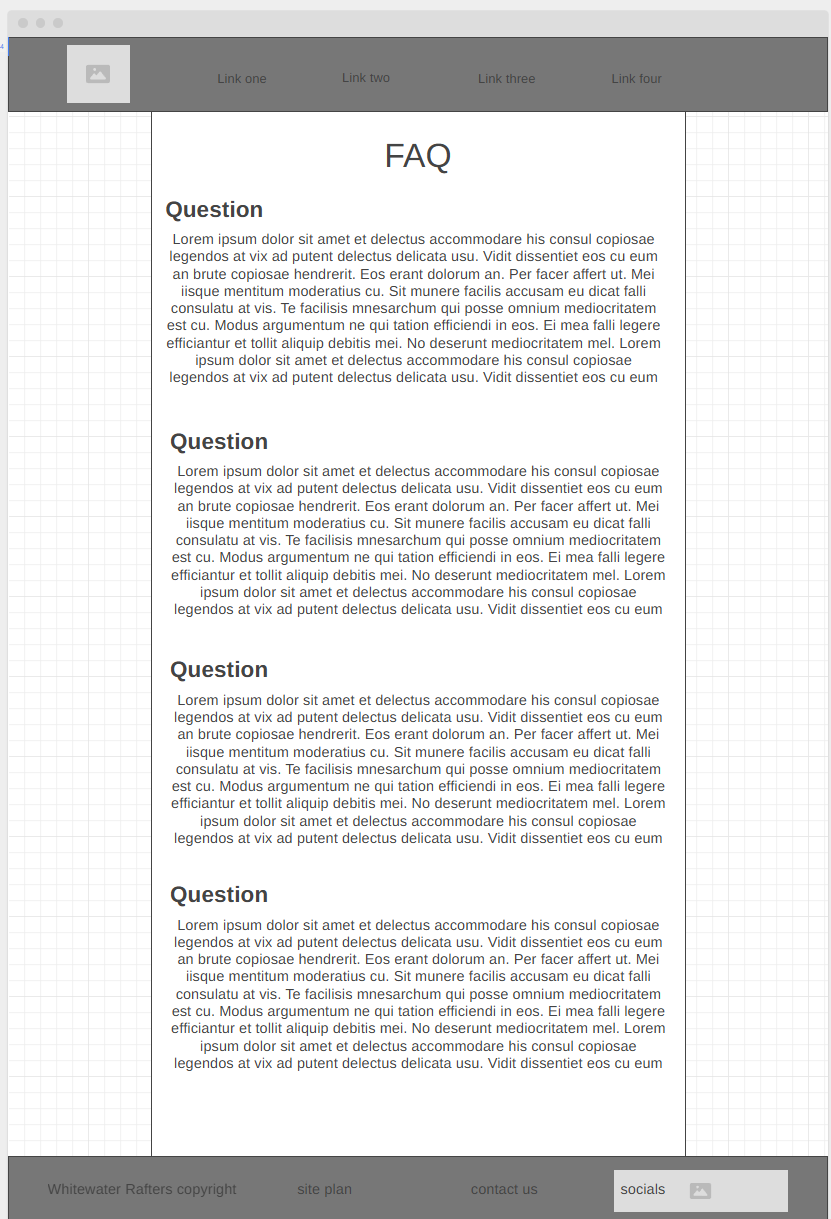 4
Link one Link two Link three Link four
FAQ
Question
Lorem ipsum dolor sit amet et delectus accommodare his consul copiosae
legendos at vix ad putent delectus delicata usu. Vidit dissentiet eos cu eum
an brute copiosae hendrerit. Eos erant dolorum an. Per facer affert ut. Mei
iisque mentitum moderatius cu. Sit munere facilis accusam eu dicat falli
consulatu at vis. Te facilisis mnesarchum qui posse omnium mediocritatem
est cu. Modus argumentum ne qui tation efficiendi in eos. Ei mea falli legere
efficiantur et tollit aliquip debitis mei. No deserunt mediocritatem mel. Lorem
ipsum dolor sit amet et delectus accommodare his consul copiosae
legendos at vix ad putent delectus delicata usu. Vidit dissentiet eos cu eum
Question
Lorem ipsum dolor sit amet et delectus accommodare his consul copiosae
legendos at vix ad putent delectus delicata usu. Vidit dissentiet eos cu eum
an brute copiosae hendrerit. Eos erant dolorum an. Per facer affert ut. Mei
iisque mentitum moderatius cu. Sit munere facilis accusam eu dicat falli
consulatu at vis. Te facilisis mnesarchum qui posse omnium mediocritatem
est cu. Modus argumentum ne qui tation efficiendi in eos. Ei mea falli legere
efficiantur et tollit aliquip debitis mei. No deserunt mediocritatem mel. Lorem
ipsum dolor sit amet et delectus accommodare his consul copiosae
legendos at vix ad putent delectus delicata usu. Vidit dissentiet eos cu eum
Question
Lorem ipsum dolor sit amet et delectus accommodare his consul copiosae
legendos at vix ad putent delectus delicata usu. Vidit dissentiet eos cu eum
an brute copiosae hendrerit. Eos erant dolorum an. Per facer affert ut. Mei
iisque mentitum moderatius cu. Sit munere facilis accusam eu dicat falli
consulatu at vis. Te facilisis mnesarchum qui posse omnium mediocritatem
est cu. Modus argumentum ne qui tation efficiendi in eos. Ei mea falli legere
efficiantur et tollit aliquip debitis mei. No deserunt mediocritatem mel. Lorem
ipsum dolor sit amet et delectus accommodare his consul copiosae
legendos at vix ad putent delectus delicata usu. Vidit dissentiet eos cu eum
Question
Lorem ipsum dolor sit amet et delectus accommodare his consul copiosae
legendos at vix ad putent delectus delicata usu. Vidit dissentiet eos cu eum
an brute copiosae hendrerit. Eos erant dolorum an. Per facer affert ut. Mei
iisque mentitum moderatius cu. Sit munere facilis accusam eu dicat falli
consulatu at vis. Te facilisis mnesarchum qui posse omnium mediocritatem
est cu. Modus argumentum ne qui tation efficiendi in eos. Ei mea falli legere
efficiantur et tollit aliquip debitis mei. No deserunt mediocritatem mel. Lorem
ipsum dolor sit amet et delectus accommodare his consul copiosae
legendos at vix ad putent delectus delicata usu. Vidit dissentiet eos cu eum
Whitewater Rafters copyright site plan contact us socials